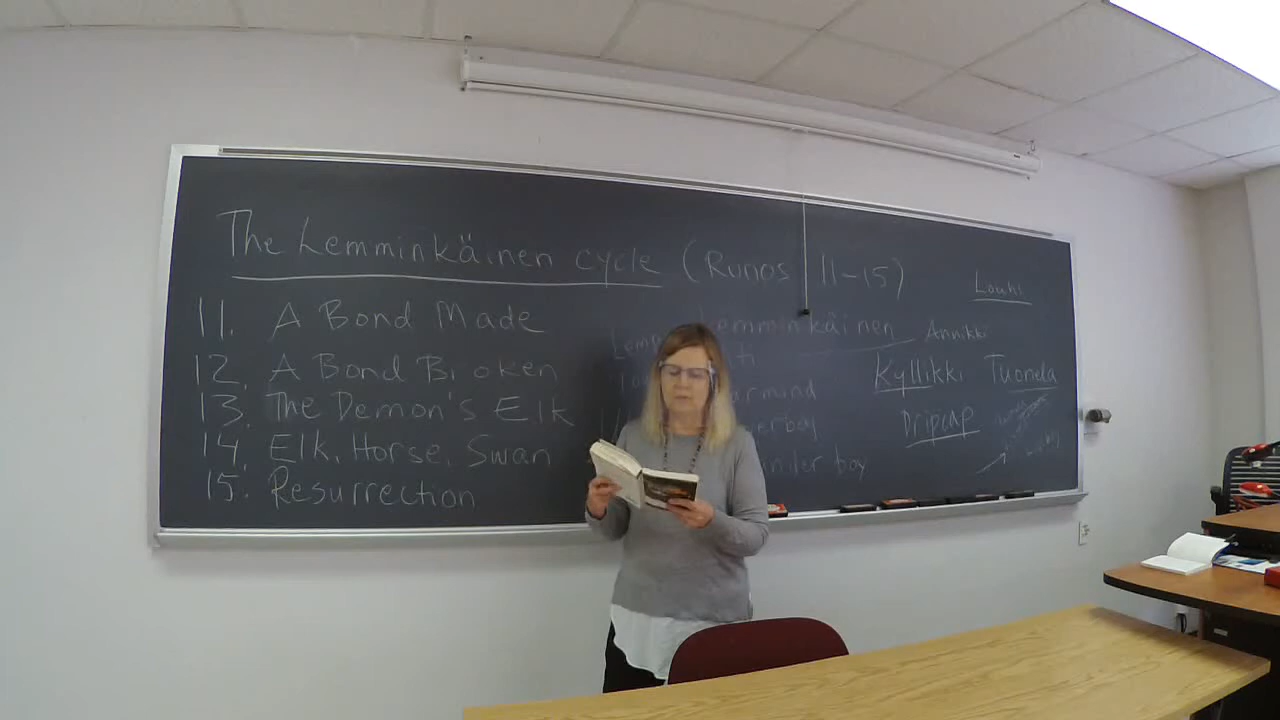 The Lemminkäinen cycle (Runos 11-15)
11. A Bond Made
12. A Bond Broken
13. The Demon's Elk
14. Elk, Horse, Swan
15. Resurrection
Lemminkäinen
boy
Louhi
Annikki
Kyllikki Tuonela
Dripcap